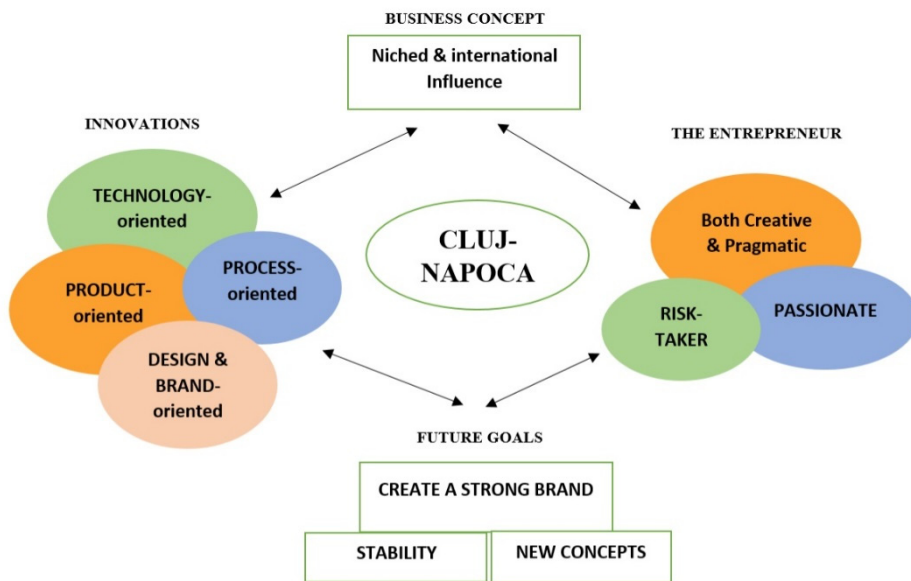 BUSINESS CONCEPT
Niched & international
Influence
INNOVATIONS
TECHNOLOGY-
oriented
PROCESS-
oriented
PRODUCT-
oriented
DESIGN &
BRAND-
oriented
CLUJ-
NAPOCA
THE ENTREPRENEUR
Both Creative
& Pragmatic
RISK-
TAKER
PASSIONATE
FUTURE GOALS
CREATE A STRONG BRAND
STABILITY
NEW CONCEPTS